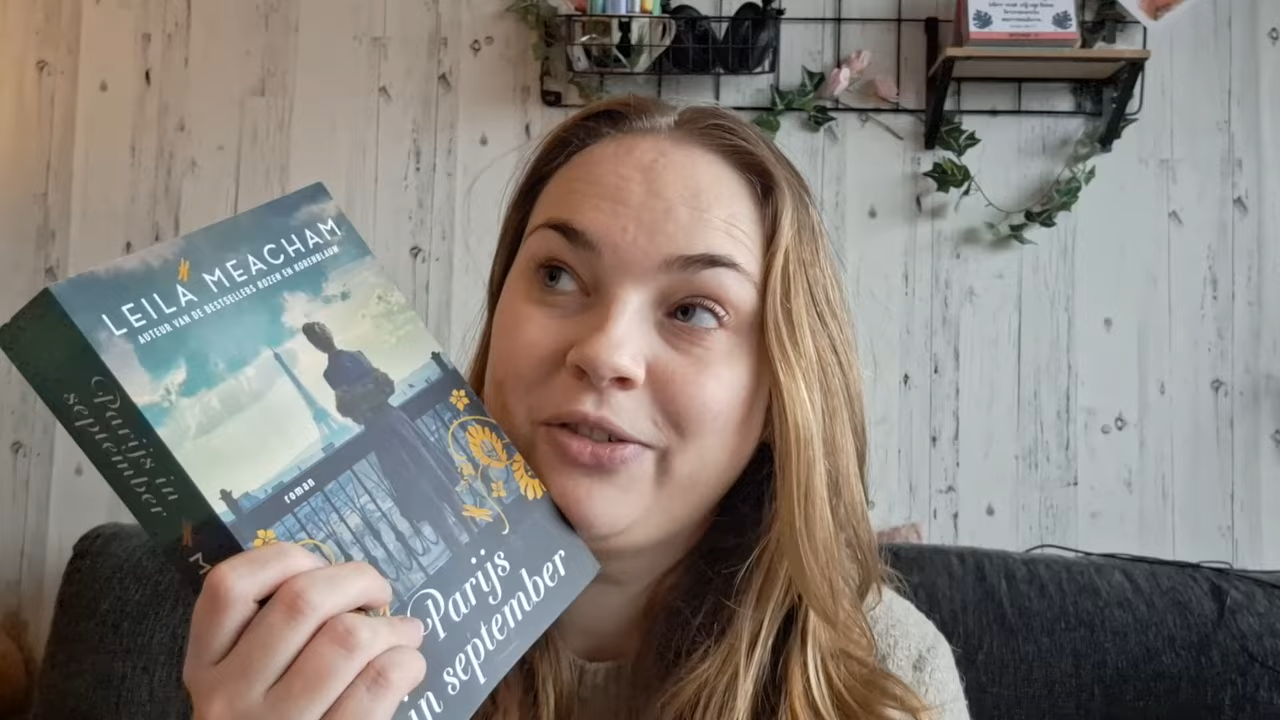 LEILA MEACHAM
AUTEUR VAN DE BESTSELLERS ROZEN EN KORENBLAUW
roman
Parijs
in september
Parijs in
september
M